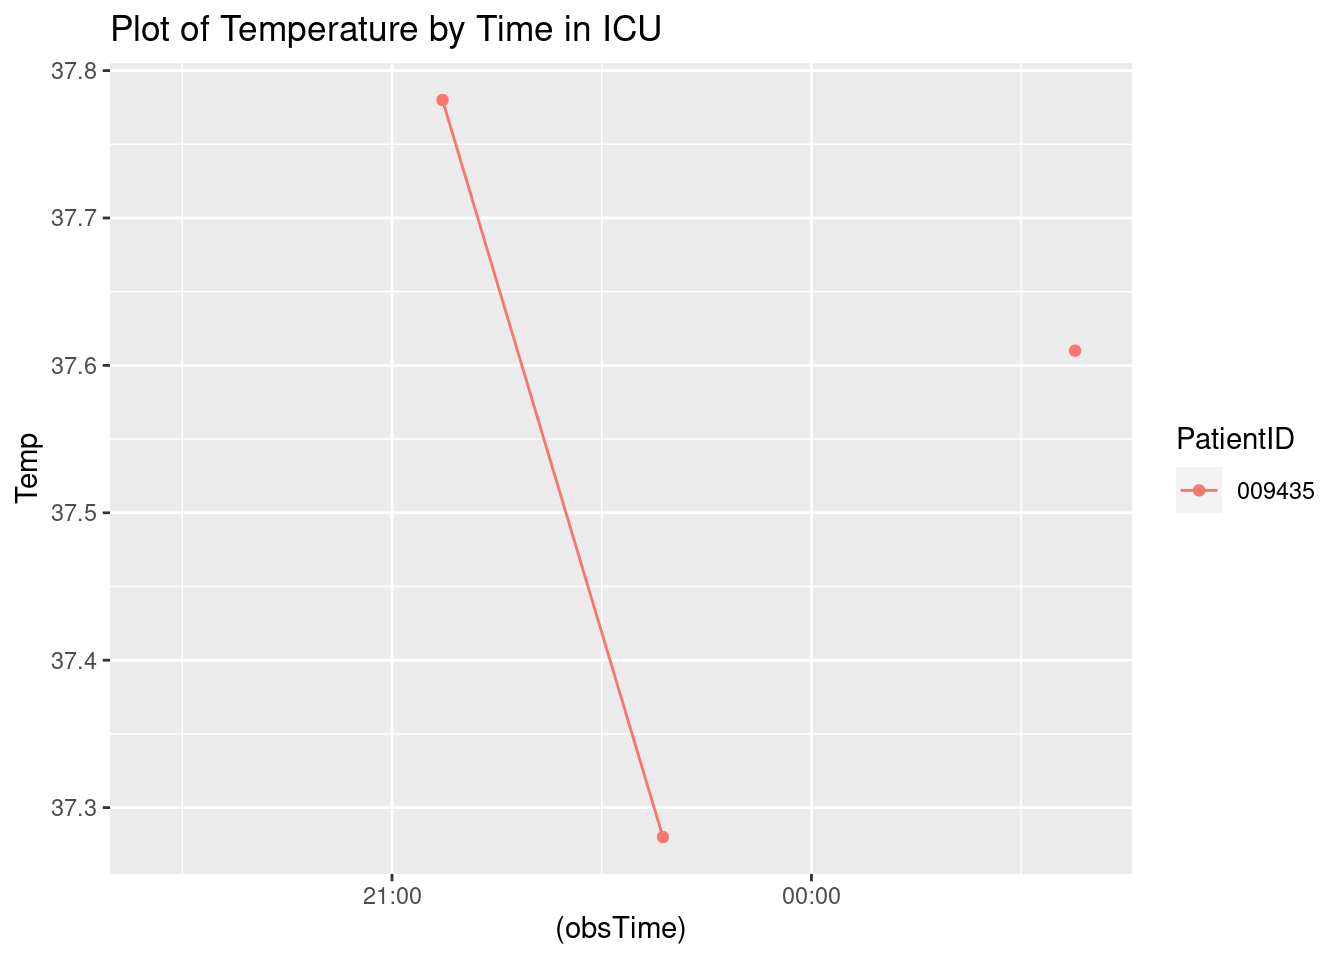 Plot of Temperature by Time in ICU
37.8
37.7
37.6
37.5
37.4
37.3
Temp
21:00
00:00
(obsTime)
PatientID
009435